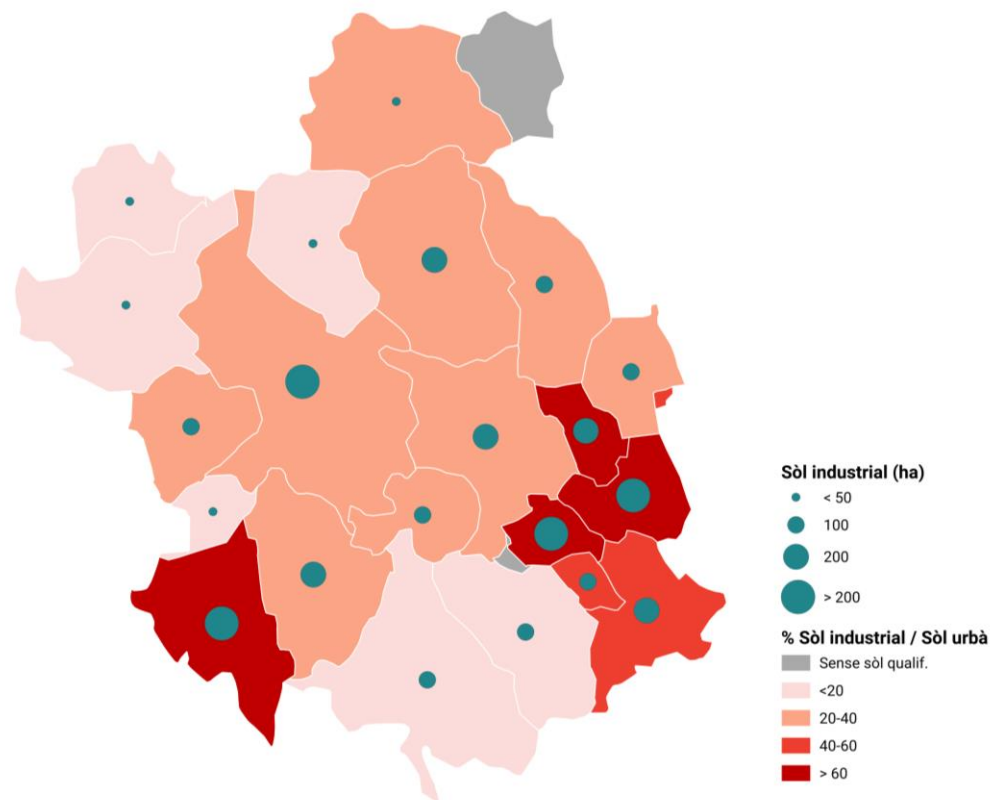 Sòl industrial (ha)
< 50
100
200
> 200
% Sòl industrial / Sòl urbà
Sense sòl qualif.
<20
20-40
40-60
> 60